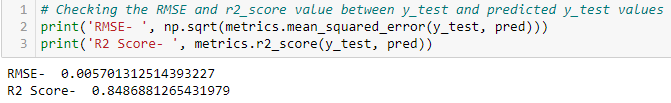 1 # Checking the RMSE and r2_score value between y_test and predicted y_test values
2 print('RMSE- ', np.sqrt(metrics.mean_squared_error(y_test, pred)))
3 print('R2 Score- ', metrics.r2_score(y_test, pred))
RMSE-  0.005701312514393227
R2 Score-  0.8486881265431979